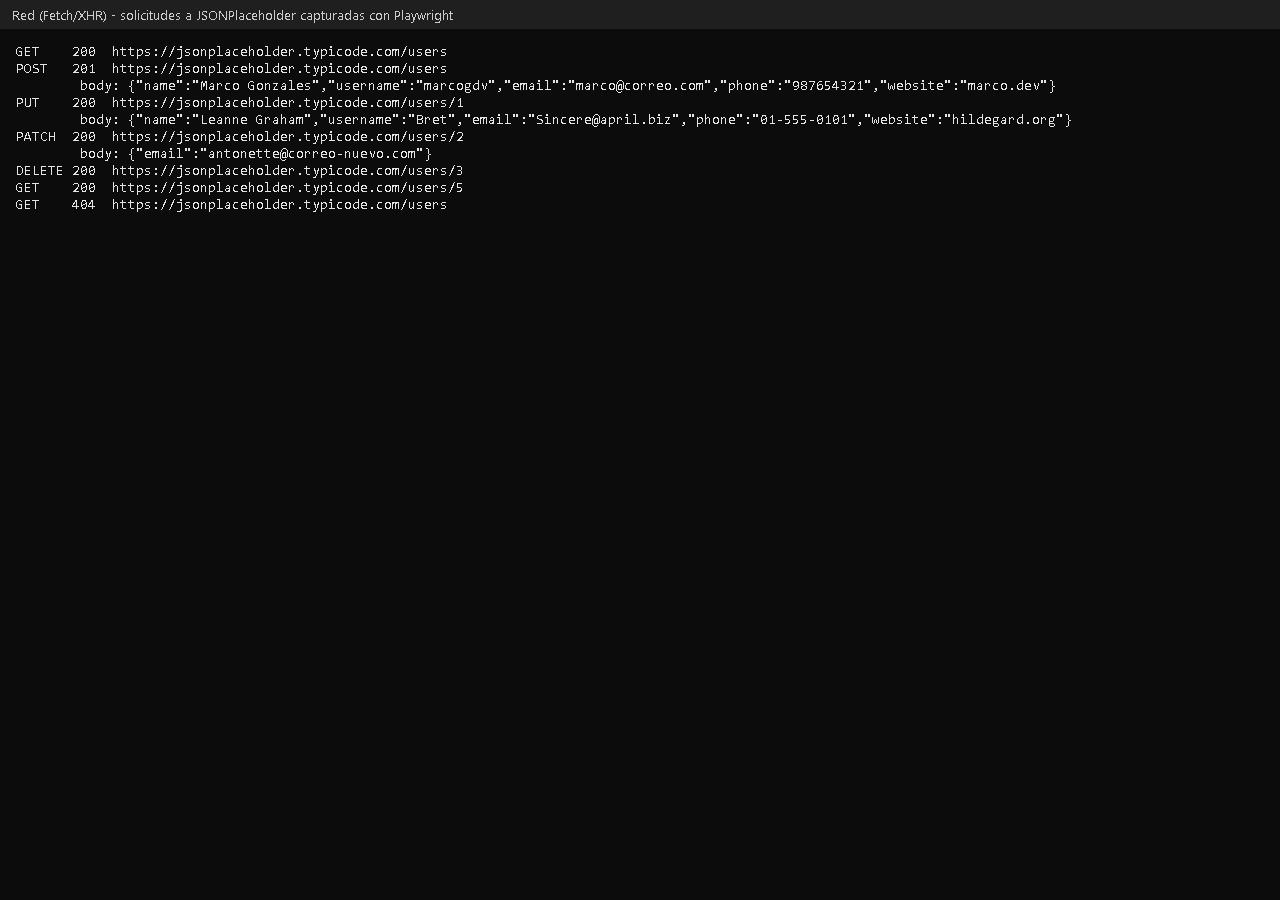 Red (Fetch/XHR) - solicitudes a JSONPlaceholder capturadas con Playwright
GET 200 https://jsonplaceholder.typicode.com/users
POST 201 https://jsonplaceholder.typicode.com/users
body: {"name":"Marco Gonzales","username":"marcogdv","email":"marco@correo.com","phone":"987654321","website":"marco.dev"}
PUT 200 https://jsonplaceholder.typicode.com/users/1
body: {"name":"Leanne Graham","username":"Bret","email":"Sincere@april.biz","phone":"01-555-0101","website":"hildegard.org"}
PATCH 200 https://jsonplaceholder.typicode.com/users/2
body: {"email":"antonette@correo-nuevo.com"}
DELETE 200 https://jsonplaceholder.typicode.com/users/3
GET 200 https://jsonplaceholder.typicode.com/users/5
GET 404 https://jsonplaceholder.typicode.com/users